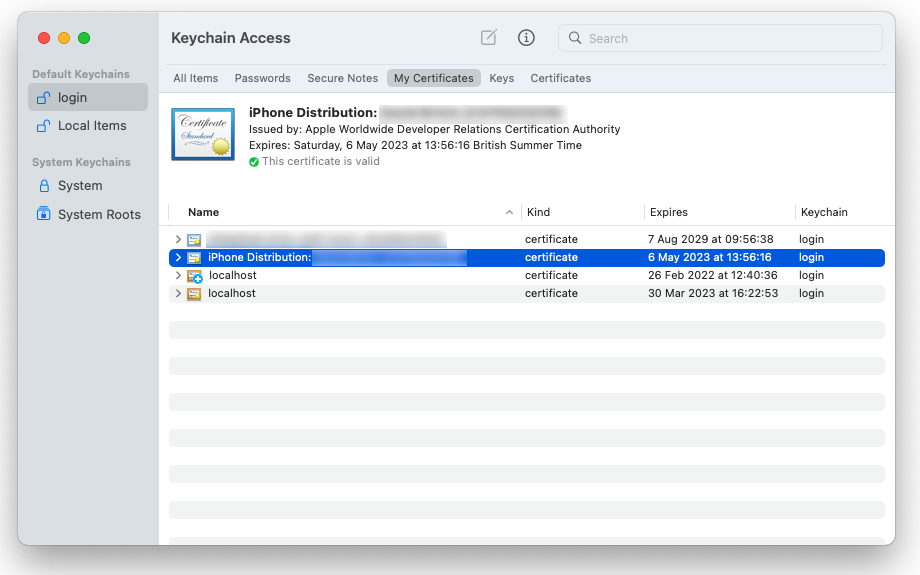 Keychain Access
Search
Default Keychains
login
Local Items
System Keychains
System
System Roots
All Items
Passwords
Secure Notes
My Certificates
Keys
Certificates
Certificate
Standard
iPhone Distribution:
Issued by: Apple Worldwide Developer Relations Certification Authority
Expires: Saturday, 6 May 2023 at 13:56:16 British Summer Time
This certificate is valid
Name Kind Expires Keychain
certificate 7 Aug 2029 at 09:56:38 login
iPhone Distribution: certificate 6 May 2023 at 13:56:16 login
localhost certificate 26 Feb 2022 at 12:40:36 login
localhost certificate 30 Mar 2023 at 16:22:53 login